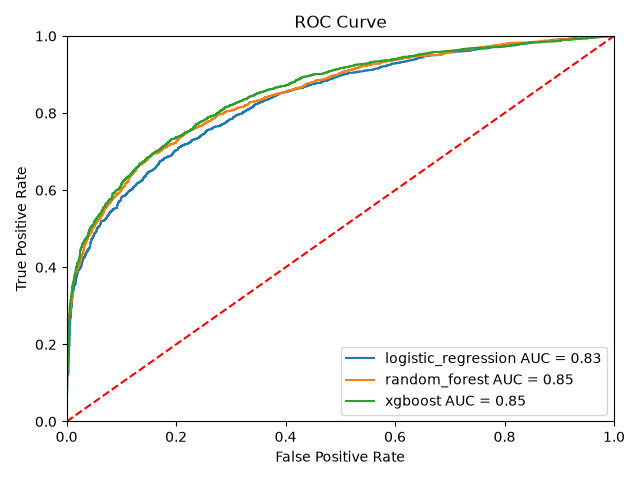 ROC Curve
True Positive Rate
1.0
0.8
0.6
0.4
0.2
0.0
0.0 0.2 0.4 0.6 0.8 1.0
False Positive Rate
logistic_regression AUC = 0.83
random_forest AUC = 0.85
xgboost AUC = 0.85